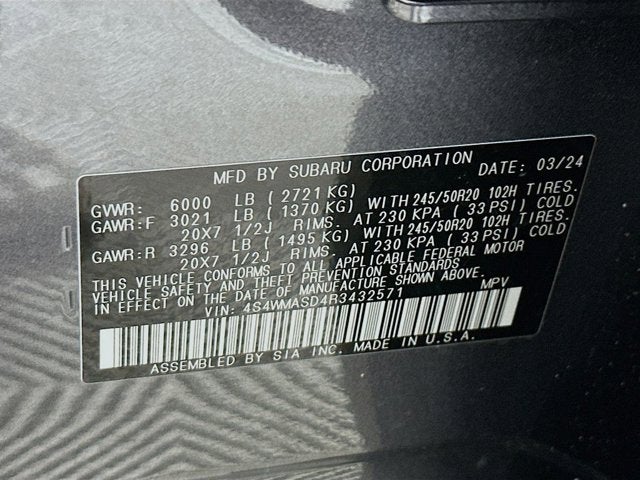 MFD BY SUBARU CORPORATION DATE: 03/24
GVWR: 6000 LB ( 2721 KG)
GAWR:F 3021 LB ( 1370 KG) WITH 245/50R20 102H TIRES.
20X7 1/2J RIMS. AT 230 KPA ( 33 PSI) COLD
GAWR:R 3296 LB ( 1495 KG) WITH 245/50R20 102H TIRES.
20X7 1/2J RIMS. AT 230 KPA ( 33 PSI) COLD
THIS VEHICLE CONFORMS TO ALL APPLICABLE FEDERAL MOTOR
VEHICLE SAFETY AND THEFT PREVENTION STANDARDS
IN EFFECT ON THE DATE OF MANUFACTURE SHOWN ABOVE.
VIN: 4S4WMASD4R3432571 MPV
ASSEMBLED BY SIA INC. MADE IN U.S.A.